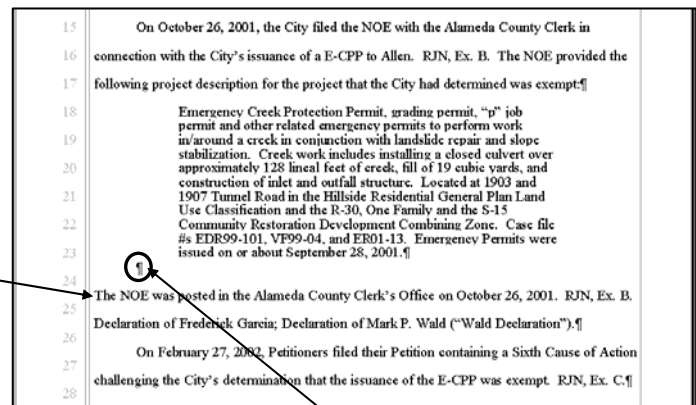 15 On October 26, 2001, the City filed the NOE with the Alameda County Clerk in
16 connection with the City's issuance of a E-CPP to Allen. RJN, Ex. B. The NOE provided the
17 following project description for the project that the City had determined was exempt:¶
18 Emergency Creek Protection Permit, grading permit, “p” job
permit and other related emergency permits to perform work
19 in/around a creek in conjunction with landslide repair and slope
stabilization. Creek work includes installing a closed culvert over
20 approximately 128 lineal feet of creek, fill of 19 cubic yards, and
construction of inlet and outfall structure. Located at 1903 and
21 1907 Tunnel Road in the Hillside Residential General Plan Land
Use Classification and the R-30, One Family and the S-15
22 Community Restoration Development Combining Zone. Case file
#s EDR99-101, VF99-04, and ER01-13. Emergency Permits were
23 issued on or about September 28, 2001.¶
¶
24
The NOE was posted in the Alameda County Clerk's Office on October 26, 2001. RJN, Ex. B.
25
Declaration of Frederick Garcia; Declaration of Mark P. Wald (“Wald Declaration”).¶
26
On February 27, 2002, Petitioners filed their Petition containing a Sixth Cause of Action
27
challenging the City's determination that the issuance of the E-CPP was exempt. RJN, Ex. C.¶
28